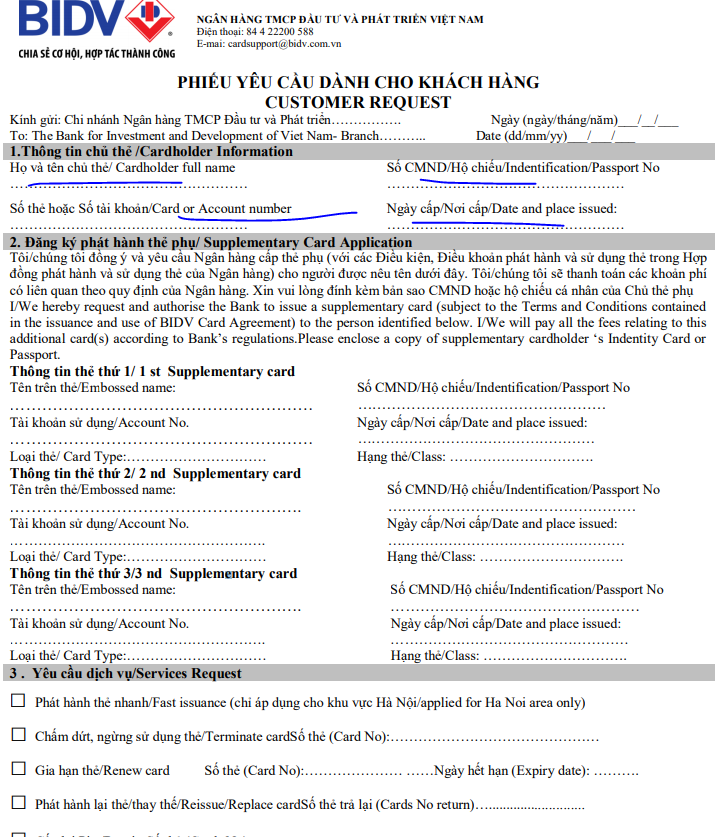 BIDV
CHIA SẺ CƠ HỘI, HỢP TÁC THÀNH CÔNG
NGÂN HÀNG TMCP ĐẦU TƯ VÀ PHÁT TRIỂN VIỆT NAM
Điện thoại: 84 4 22200 588
E-mai: cardsupport@bidv.com.vn
PHIẾU YÊU CẦU DÀNH CHO KHÁCH HÀNG
CUSTOMER REQUEST
Kính gửi: Chi nhánh Ngân hàng TMCP Đầu tư và Phát triển……………. Ngày (ngày/tháng/năm)___/__/___
To: The Bank for Investment and Development of Viet Nam- Branch……….. Date (dd/mm/yy)___/___/___
1.Thông tin chủ thẻ /Cardholder Information
Họ và tên chủ thẻ/ Cardholder full name Số CMND/Hộ chiếu/Indentification/Passport No
………………………………………… ………………………………………….
Số thẻ hoặc Số tài khoản/Card or Account number Ngày cấp/Nơi cấp/Date and place issued:
………………………………………… ………………………………………….
2. Đăng ký phát hành thẻ phụ/ Supplementary Card Application
Tôi/chúng tôi đồng ý và yêu cầu Ngân hàng cấp thẻ phụ (với các Điều kiện, Điều khoản phát hành và sử dụng thẻ trong Hợp
đồng phát hành và sử dụng thẻ của Ngân hàng) cho người được nêu tên dưới đây. Tôi/chúng tôi sẽ thanh toán các khoản phí
có liên quan theo quy định của Ngân hàng. Xin vui lòng đính kèm bản sao CMND hoặc hộ chiếu cá nhân của Chủ thẻ phụ
I/We hereby request and authorise the Bank to issue a supplementary card (subject to the Terms and Conditions contained
in the issuance and use of BIDV Card Agreement) to the person identified below. I/We will pay all the fees relating to this
additional card(s) according to Bank's regulations.Please enclose a copy of supplementary cardholder 's Indentity Card or
Passport.
Thông tin thẻ thứ 1/ 1 st Supplementary card
Tên trên thẻ/Embossed name: Số CMND/Hộ chiếu/Indentification/Passport No
……………………………………………… ………………………………………
Tài khoản sử dụng/Account No. Ngày cấp/Nơi cấp/Date and place issued:
……………………………………………… ………………………………………
Loại thẻ/ Card Type:……………………… Hạng thẻ/Class: ……………………….
Thông tin thẻ thứ 2/ 2 nd Supplementary card
Tên trên thẻ/Embossed name: Số CMND/Hộ chiếu/Indentification/Passport No
……………………………………………. ………………………………………
Tài khoản sử dụng/Account No. Ngày cấp/Nơi cấp/Date and place issued:
………………………………………. ………………………………………
Loại thẻ/ Card Type:……………………… Hạng thẻ/Class: ……………………….
Thông tin thẻ thứ 3/3 nd Supplementary card
Tên trên thẻ/Embossed name: Số CMND/Hộ chiếu/Indentification/Passport No
……………………………………………. ………………………………………
Tài khoản sử dụng/Account No. Ngày cấp/Nơi cấp/Date and place issued:
………………………………………. ………………………………………
Loại thẻ/ Card Type:……………………… Hạng thẻ/Class: ……………………….
3 . Yêu cầu dịch vụ/Services Request
☐ Phát hành thẻ nhanh/Fast issuance (chỉ áp dụng cho khu vực Hà Nội/applied for Ha Noi area only)
☐ Chấm dứt, ngừng sử dụng thẻ/Terminate cardSố thẻ (Card No):……………………………………
☐ Gia hạn thẻ/Renew card Số thẻ (Card No):……………… ……Ngày hết hạn (Expiry date): ……….
☐ Phát hành lại thẻ/thay thế/Reissue/Replace cardSố thẻ trả lại (Cards No return)…...........................